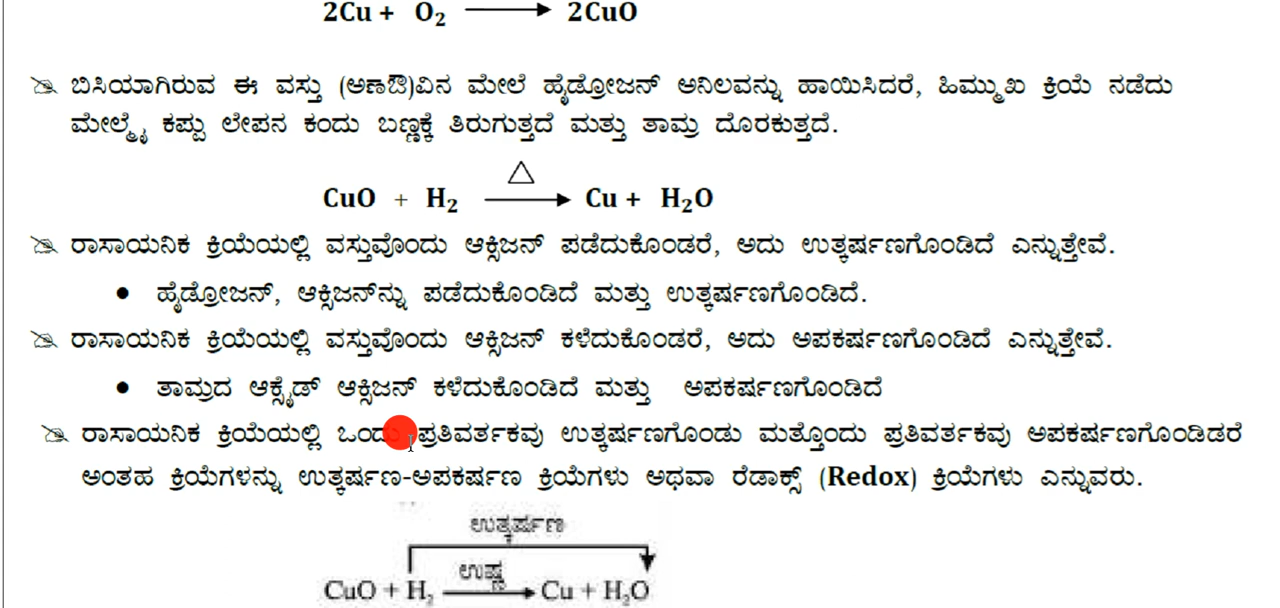 2Cu + O₂ ⟶ 2CuO
ಬಿಸಿಯಾಗಿರುವ ಈ ವಸ್ತು (ಅಣಔ)ವಿನ ಮೇಲೆ ಹೈಡ್ರೋಜನ್ ಅನಿಲವನ್ನು ಹಾಯಿಸಿದರೆ, ಹಿಮ್ಮುಖ ಕ್ರಿಯೆ ನಡೆದು
ಮೇಲ್ಮೈ ಕಪ್ಪು ಲೇಪನ ಕಂದು ಬಣ್ಣಕ್ಕೆ ತಿರುಗುತ್ತದೆ ಮತ್ತು ತಾಮ್ರ ದೊರಕುತ್ತದೆ.
△
CuO + H₂ ⟶ Cu + H₂O
ರಾಸಾಯನಿಕ ಕ್ರಿಯೆಯಲ್ಲಿ ವಸ್ತುವೊಂದು ಆಕ್ಸಿಜನ್ ಪಡೆದುಕೊಂಡರೆ, ಅದು ಉತ್ಕರ್ಷಣಗೊಂಡಿದೆ ಎನ್ನುತ್ತೇವೆ.
• ಹೈಡ್ರೋಜನ್, ಆಕ್ಸಿಜನ್‌ನ್ನು ಪಡೆದುಕೊಂಡಿದೆ ಮತ್ತು ಉತ್ಕರ್ಷಣಗೊಂಡಿದೆ.
ರಾಸಾಯನಿಕ ಕ್ರಿಯೆಯಲ್ಲಿ ವಸ್ತುವೊಂದು ಆಕ್ಸಿಜನ್ ಕಳೆದುಕೊಂಡರೆ, ಅದು ಅಪಕರ್ಷಣಗೊಂಡಿದೆ ಎನ್ನುತ್ತೇವೆ.
• ತಾಮ್ರದ ಆಕ್ಸೈಡ್ ಆಕ್ಸಿಜನ್ ಕಳೆದುಕೊಂಡಿದೆ ಮತ್ತು ಅಪಕರ್ಷಣಗೊಂಡಿದೆ
ರಾಸಾಯನಿಕ ಕ್ರಿಯೆಯಲ್ಲಿ ಒಂದು ಪ್ರತಿವರ್ತಕವು ಉತ್ಕರ್ಷಣಗೊಂಡು ಮತ್ತೊಂದು ಪ್ರತಿವರ್ತಕವು ಅಪಕರ್ಷಣಗೊಂಡಿಡರೆ
ಅಂತಹ ಕ್ರಿಯೆಗಳನ್ನು ಉತ್ಕರ್ಷಣ-ಅಪಕರ್ಷಣ ಕ್ರಿಯೆಗಳು ಅಥವಾ ರೆಡಾಕ್ಸ್ (Redox) ಕ್ರಿಯೆಗಳು ಎನ್ನುವರು.
ಉತ್ಕರ್ಷಣ
ಉಷ್ಣ
CuO + H₂ ⟶ Cu + H₂O